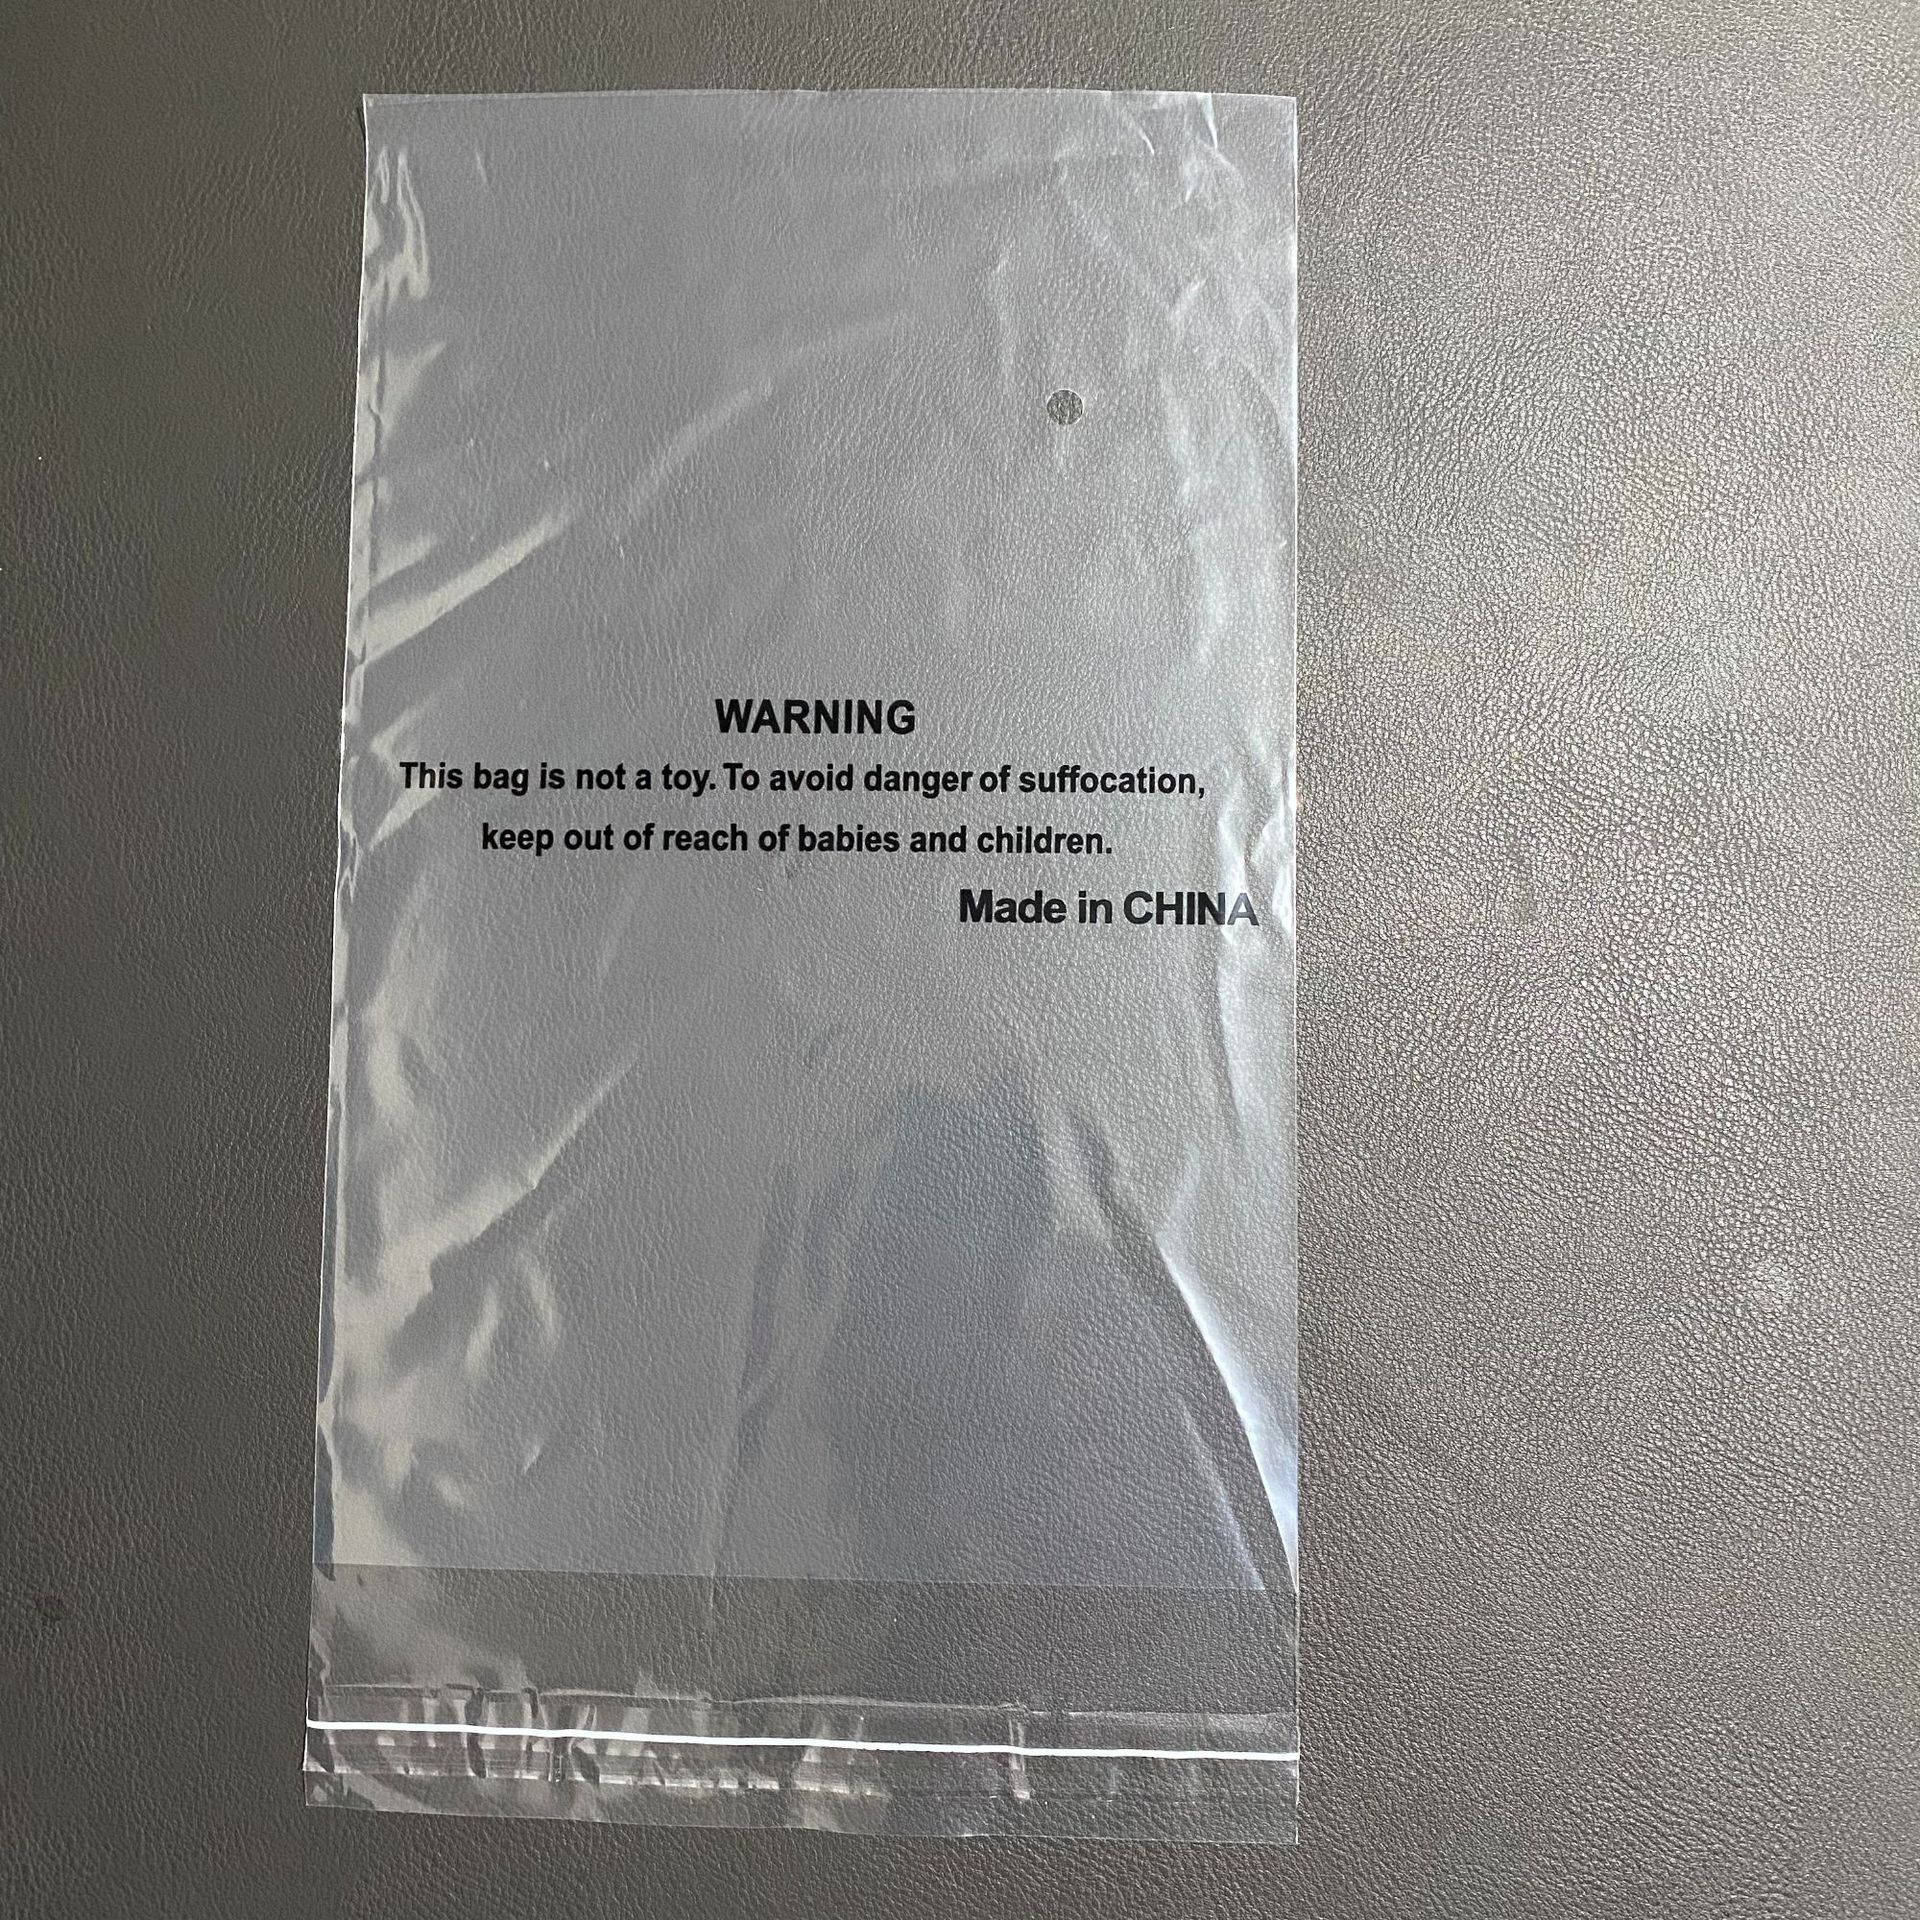 WARNING
This bag is not a toy. To avoid danger of suffocation,
keep out of reach of babies and children.
Made in CHINA